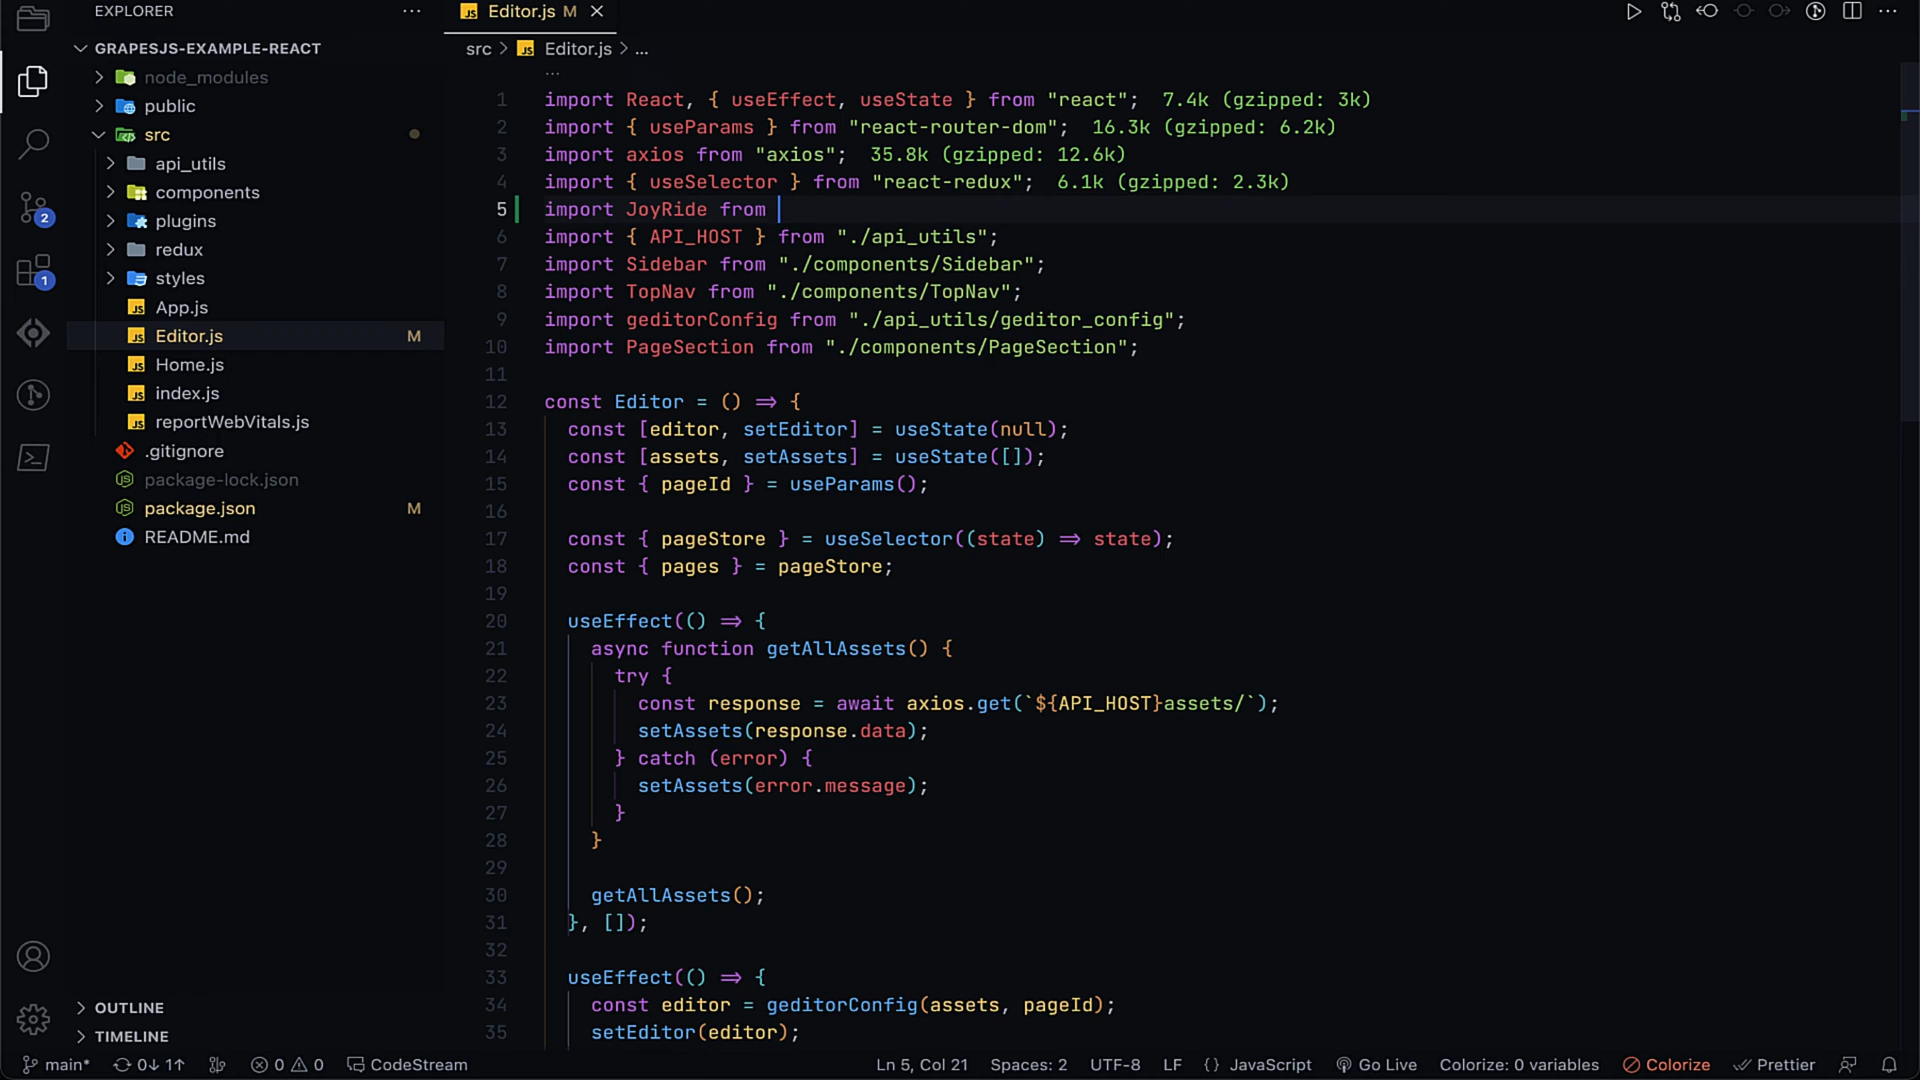 EXPLORER
GRAPESJS-EXAMPLE-REACT
node_modules
public
src
api_utils
components
plugins
redux
styles
App.js
Editor.js M
Home.js
index.js
reportWebVitals.js
.gitignore
package-lock.json
package.json M
README.md
OUTLINE
TIMELINE
2
1
Editor.js M
src > Editor.js > ...
1 import React, { useEffect, useState } from "react"; 7.4k (gzipped: 3k)
2 import { useParams } from "react-router-dom"; 16.3k (gzipped: 6.2k)
3 import axios from "axios"; 35.8k (gzipped: 12.6k)
4 import { useSelector } from "react-redux"; 6.1k (gzipped: 2.3k)
5 import JoyRide from
6 import { API_HOST } from "./api_utils";
7 import Sidebar from "./components/Sidebar";
8 import TopNav from "./components/TopNav";
9 import geditorConfig from "./api_utils/geditor_config";
10 import PageSection from "./components/PageSection";
11
12 const Editor = () => {
13 const [editor, setEditor] = useState(null);
14 const [assets, setAssets] = useState([]);
15 const { pageId } = useParams();
16
17 const { pageStore } = useSelector((state) => state);
18 const { pages } = pageStore;
19
20 useEffect(() => {
21 async function getAllAssets() {
22 try {
23 const response = await axios.get(`${API_HOST}assets/`);
24 setAssets(response.data);
25 } catch (error) {
26 setAssets(error.message);
27 }
28 }
29
30 getAllAssets();
31 }, []);
32
33 useEffect(() => {
34 const editor = geditorConfig(assets, pageId);
35 setEditor(editor);
main* 0↓ 1↑ 0 0 CodeStream Ln 5, Col 21 Spaces: 2 UTF-8 LF {} JavaScript Go Live Colorize: 0 variables Colorize Prettier